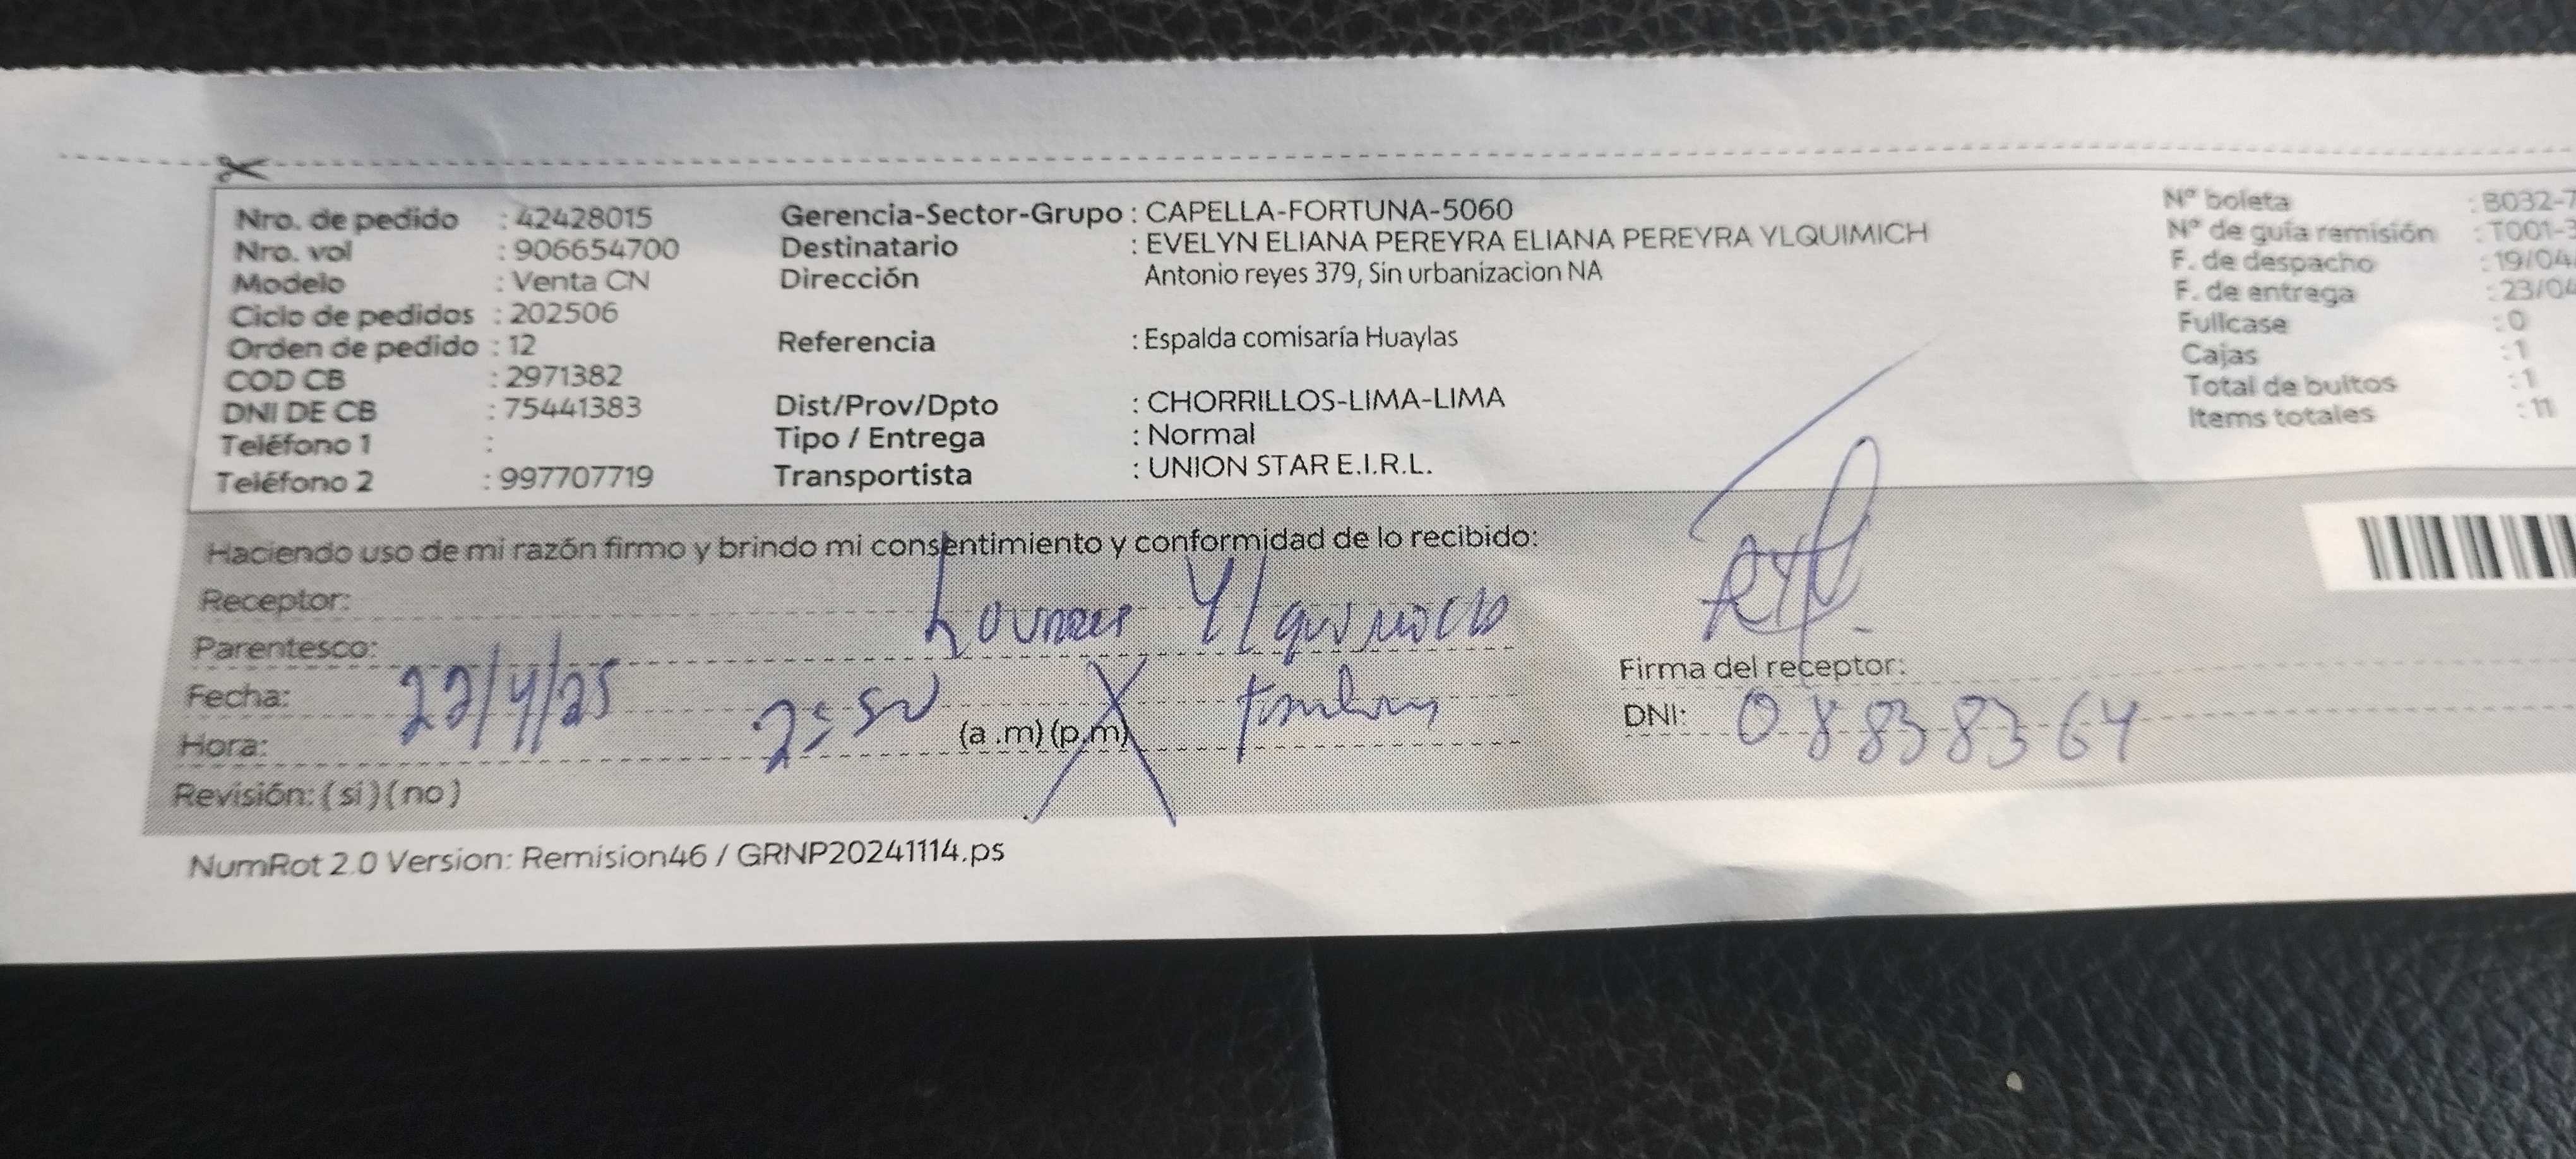 Nro. de pedido : 42428015
Nro. vol : 906654700
Modelo : Venta CN
Ciclo de pedidos : 202506
Orden de pedido : 12
COD CB : 2971382
DNI DE CB : 75441383
Teléfono 1 :
Teléfono 2 : 997707719
Gerencia-Sector-Grupo : CAPELLA-FORTUNA-5060
Destinatario : EVELYN ELIANA PEREYRA ELIANA PEREYRA YLQUIMICH
Dirección Antonio reyes 379, Sin urbanizacion NA
Referencia : Espalda comisaría Huaylas
Dist/Prov/Dpto : CHORRILLOS-LIMA-LIMA
Tipo / Entrega : Normal
Transportista : UNION STAR E.I.R.L.
N° boleta : B032-7
N° de guía remisión : T001-3
F. de despacho : 19/04
F. de entrega : 23/04
Fullcase : 0
Cajas : 1
Total de bultos : 1
Items totales : 11
Haciendo uso de mi razón firmo y brindo mi consentimiento y conformidad de lo recibido:
Receptor:
Parentesco:
Fecha: 22/4/25
Hora: (a .m) (p.m)
Revisión: ( si ) ( no )
Firma del receptor:
DNI: 08838364
NumRot 2.0 Version: Remision46 / GRNP20241114.ps